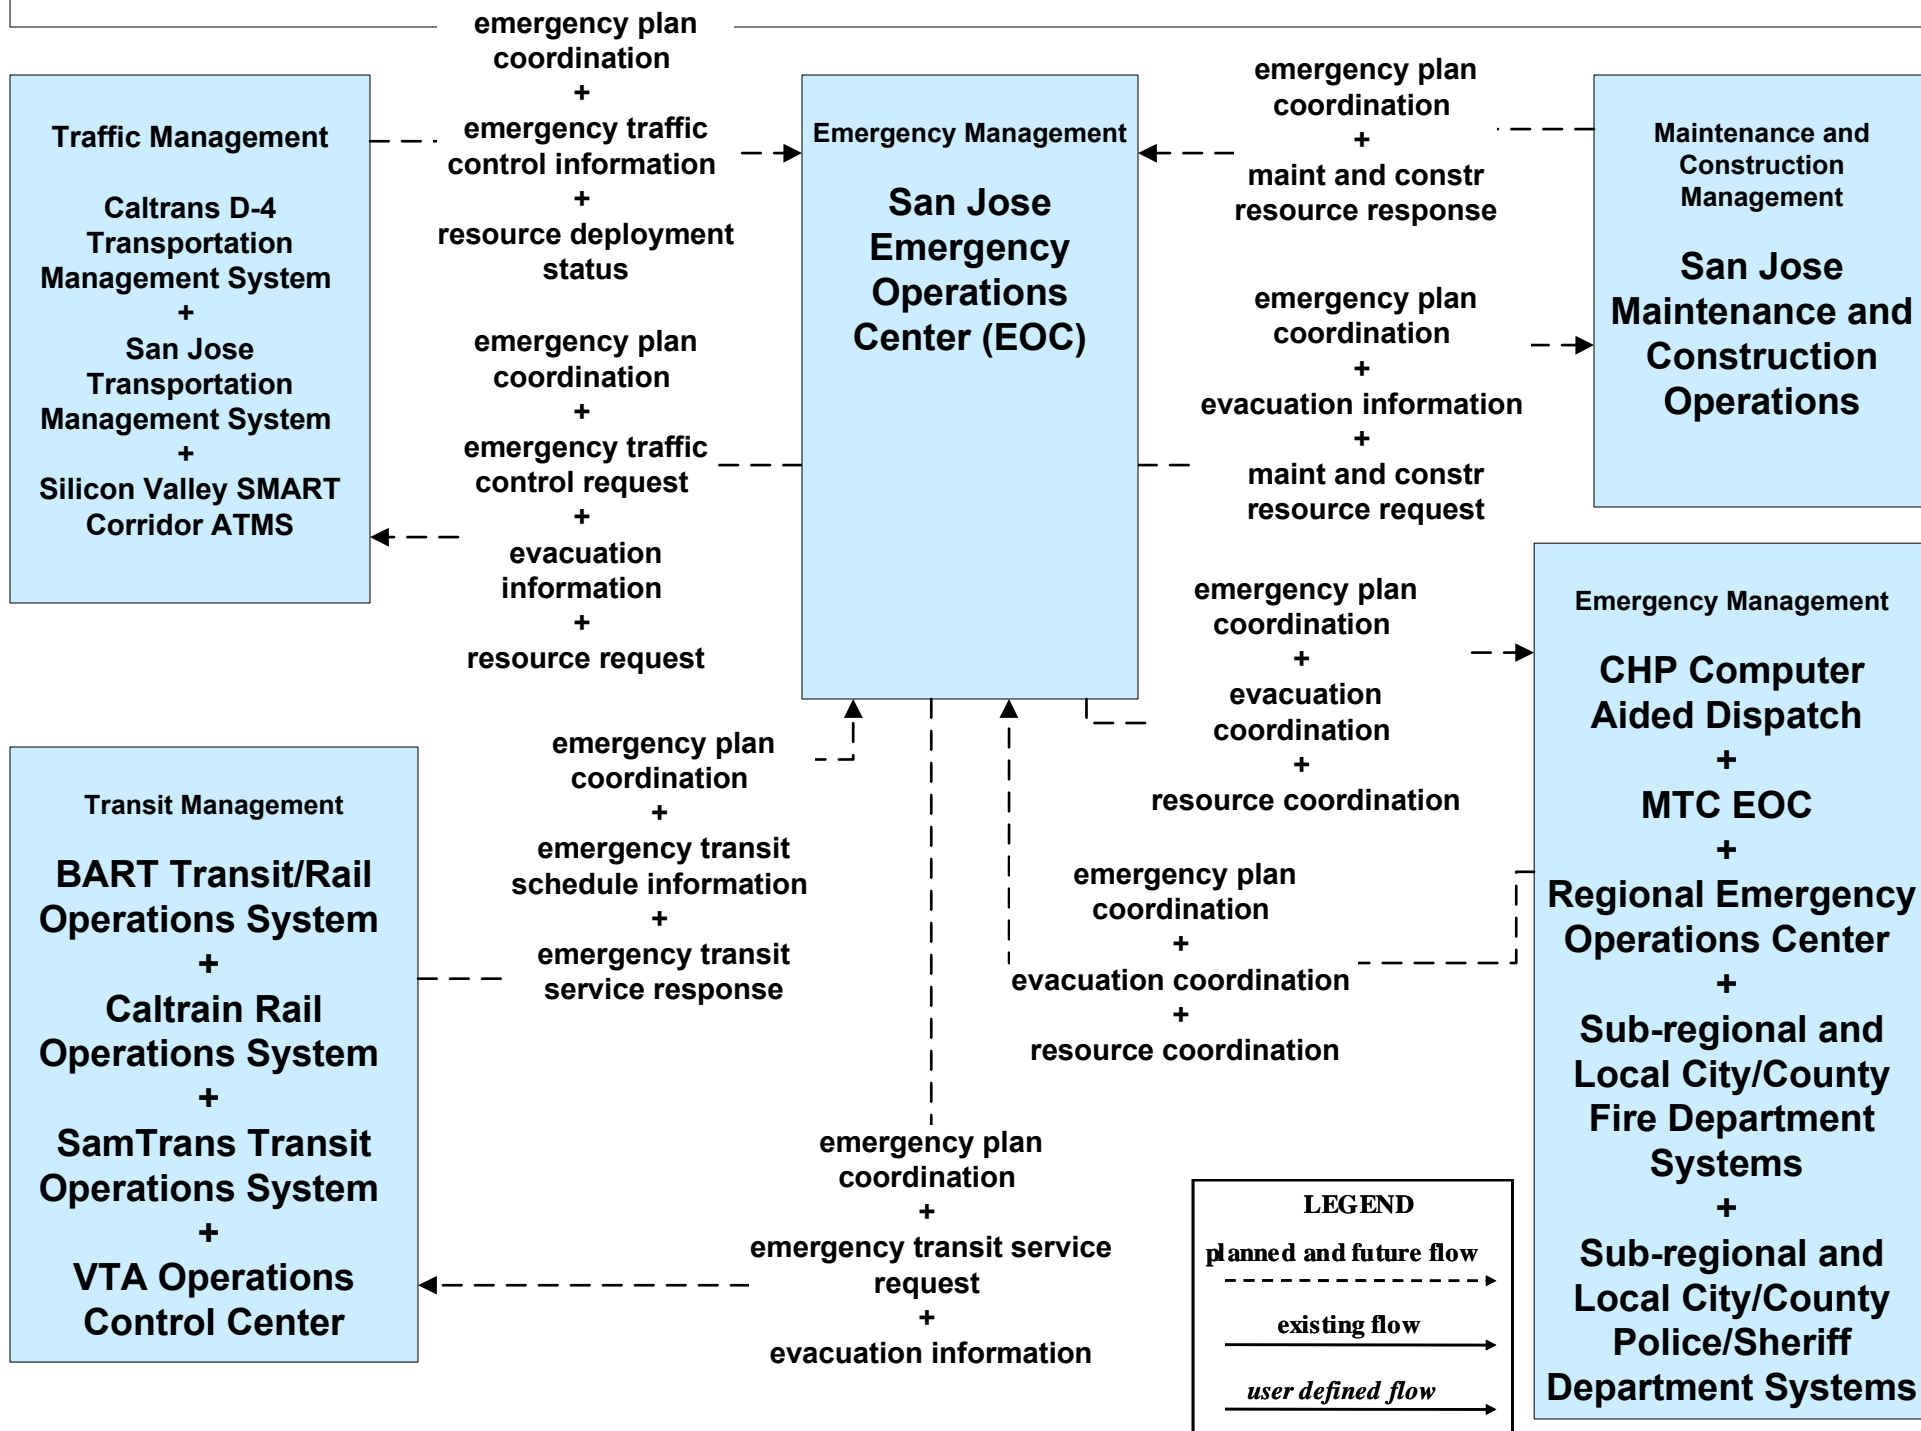 emergency plan
coordination
+
emergency traffic
control information
+
resource deployment
status
Traffic Management
Caltrans D-4
Transportation
Management System
+
San Jose
Transportation
Management System
+
Silicon Valley SMART
Corridor ATMS
emergency plan
coordination
+
emergency traffic
control request
+
evacuation
information
+
resource request
Emergency Management
San Jose
Emergency
Operations
Center (EOC)
emergency plan
coordination
+
maint and constr
resource response
emergency plan
coordination
+
evacuation information
+
maint and constr
resource request
Maintenance and
Construction
Management
San Jose
Maintenance and
Construction
Operations
emergency plan
coordination
+
evacuation
coordination
+
resource coordination
emergency plan
coordination
+
evacuation coordination
+
resource coordination
Emergency Management
CHP Computer
Aided Dispatch
+
MTC EOC
+
Regional Emergency
Operations Center
+
Sub-regional and
Local City/County
Fire Department
Systems
+
Sub-regional and
Local City/County
Police/Sheriff
Department Systems
Transit Management
BART Transit/Rail
Operations System
+
Caltrain Rail
Operations System
+
SamTrans Transit
Operations System
+
VTA Operations
Control Center
emergency plan
coordination
+
emergency transit
schedule information
+
emergency transit
service response
emergency plan
coordination
+
emergency transit service
request
+
evacuation information
LEGEND
planned and future flow
existing flow
user defined flow